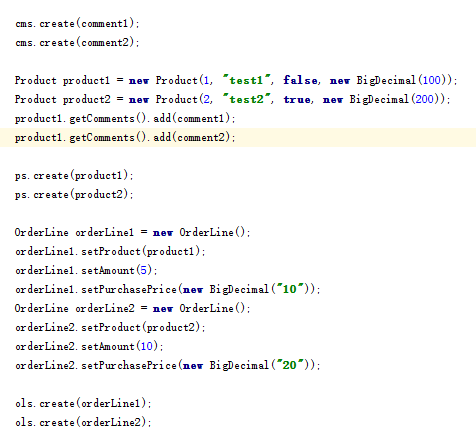 cms.create(comment1);
cms.create(comment2);
Product product1 = new Product(1, "test1", false, new BigDecimal(100));
Product product2 = new Product(2, "test2", true, new BigDecimal(200));
product1.getComments().add(comment1);
product1.getComments().add(comment2);
ps.create(product1);
ps.create(product2);
OrderLine orderLine1 = new OrderLine();
orderLine1.setProduct(product1);
orderLine1.setAmount(5);
orderLine1.setPurchasePrice(new BigDecimal("10"));
OrderLine orderLine2 = new OrderLine();
orderLine2.setProduct(product2);
orderLine2.setAmount(10);
orderLine2.setPurchasePrice(new BigDecimal("20"));
ols.create(orderLine1);
ols.create(orderLine2);